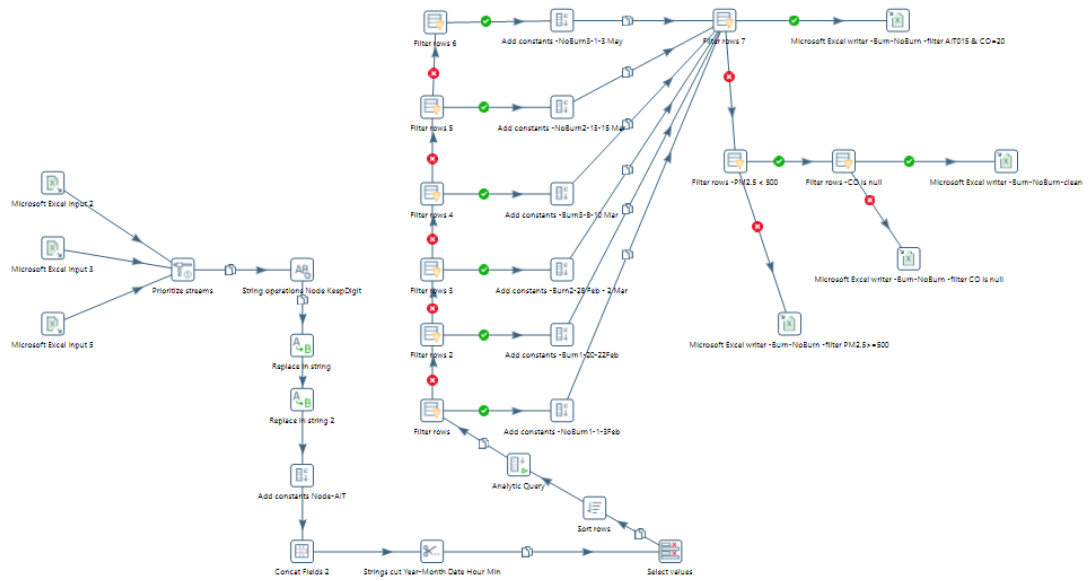 Filter rows 6
Add constants -NoBurn3-1-3 May
Filter rows 7
Microsoft Excel writer -Burn-NoBurn -filter AIT015 & CO=20
Filter rows 5
Add constants -NoBurn2-13-15 Mar
Filter rows -PM2.5 < 500
Filter rows -CO is null
Microsoft Excel writer -Burn-NoBurn-clean
Microsoft Excel Input 2
Filter rows 4
Add constants -Burn3-8-10 Mar
Microsoft Excel Input 3
Prioritize streams
String operations Node KeepDigit
Filter rows 3
Add constants -Burn2-28 Feb - 2 Mar
Microsoft Excel writer -Burn-NoBurn -filter CO is null
Microsoft Excel Input 5
Replace in string
Filter rows 2
Add constants -Burn1-20-22Feb
Microsoft Excel writer -Burn-NoBurn -filter PM2.5>=500
Replace in string 2
Filter rows
Add constants -NoBurn1-1-3Feb
Add constants Node-AIT
Analytic Query
Sort rows
Concat Fields 2
Strings cut Year-Month Date Hour Min
Select values